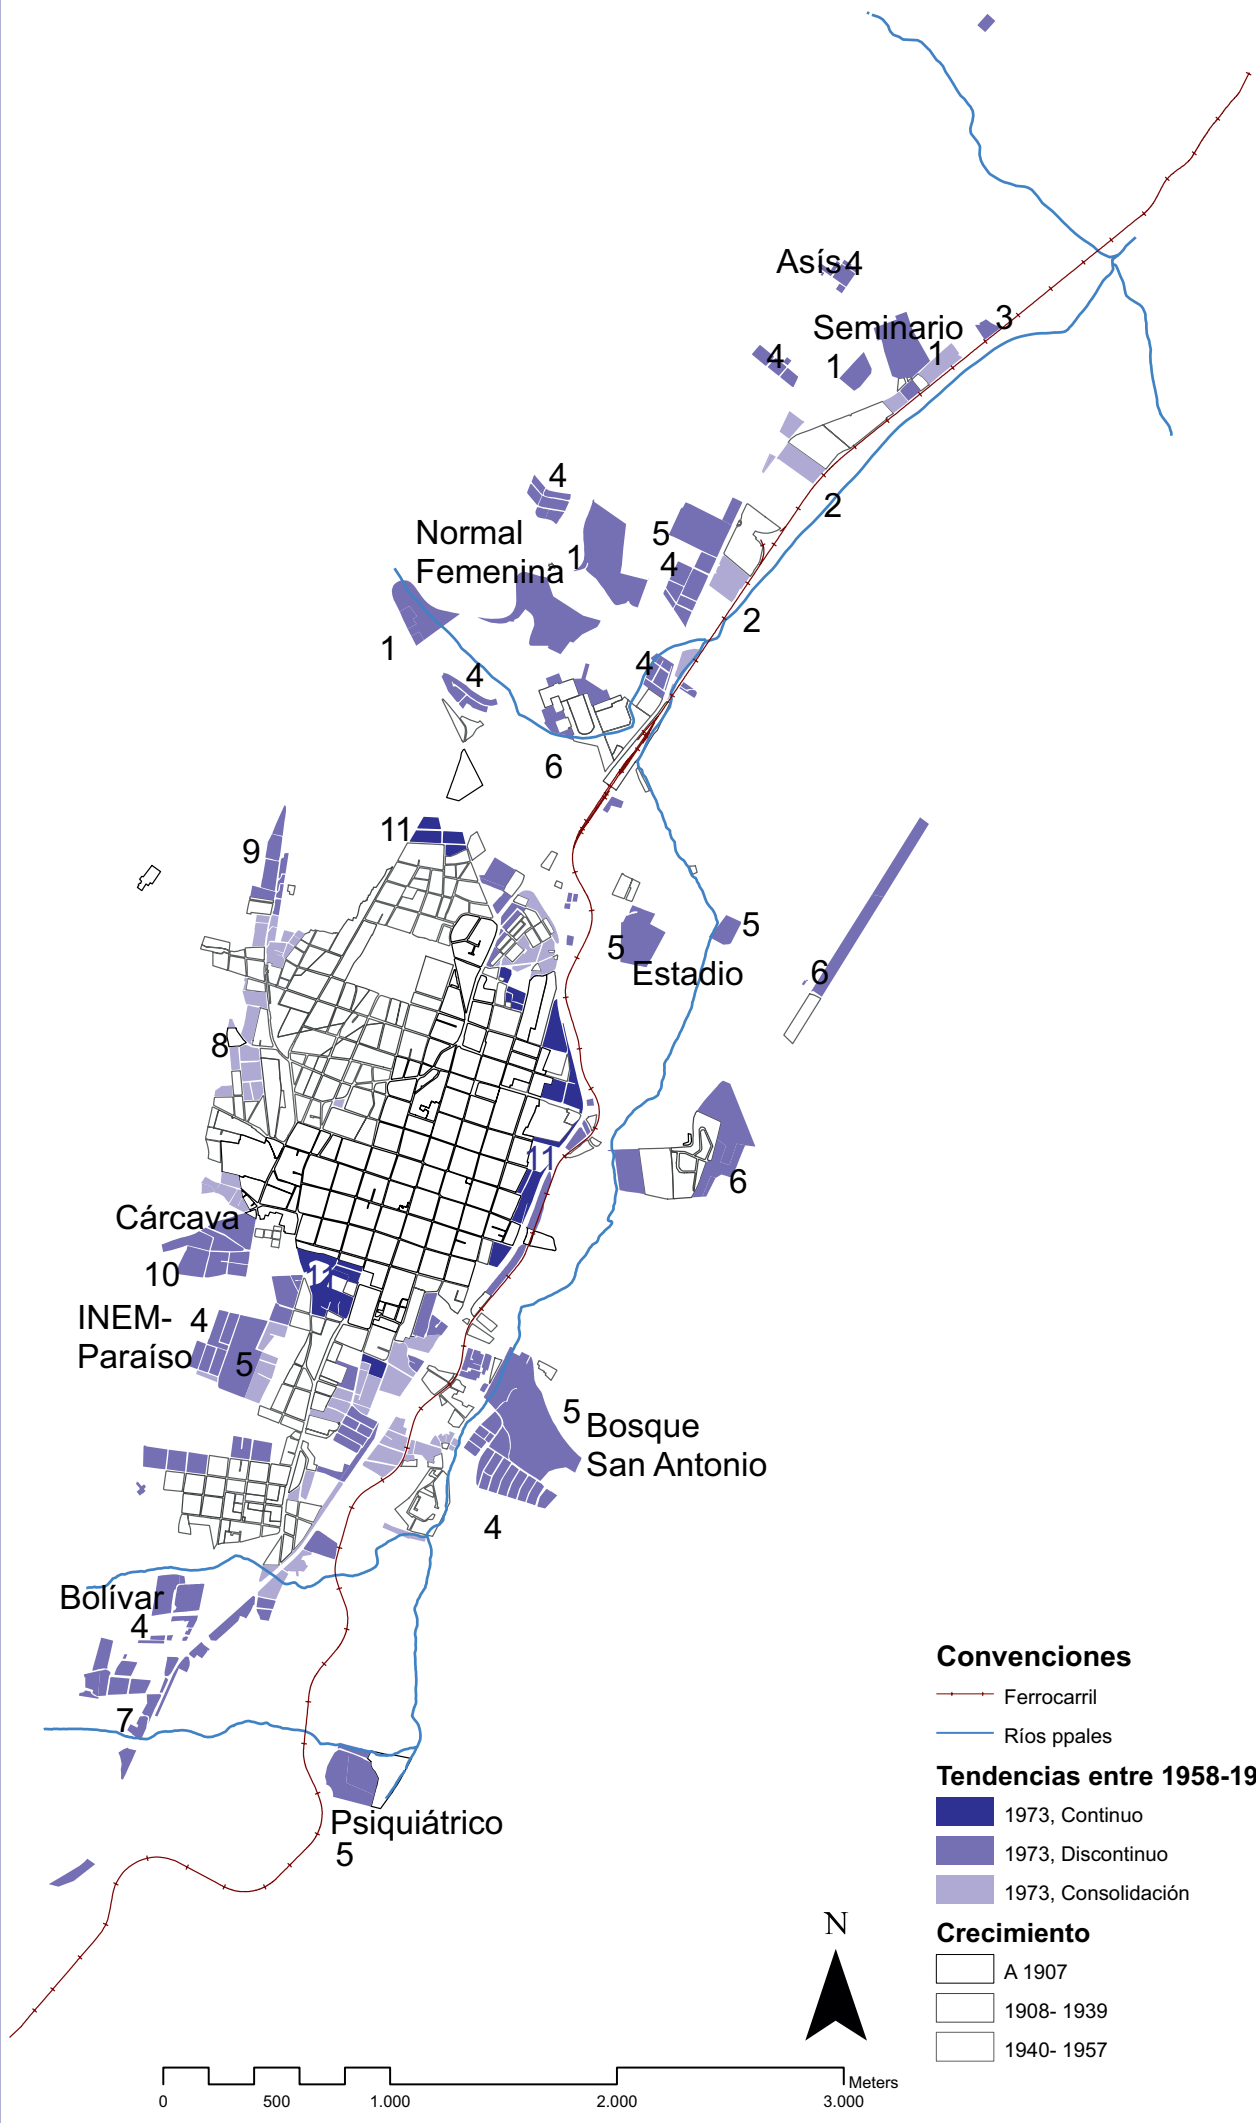 Asís 4
Seminario
3
4
1
1
4
2
Normal
Femenina
5
1
4
2
1
4
4
6
11
9
5
5
Estadio
6
8
11
6
Cárcava
10
11
INEM-
Paraíso
4
5
5
Bosque
San Antonio
4
Bolívar
4
7
Psiquiátrico
5
Convenciones
Ferrocarril
Ríos ppales
Tendencias entre 1958-19
1973, Continuo
1973, Discontinuo
1973, Consolidación
Crecimiento
A 1907
1908- 1939
1940- 1957
N
Meters
0 500 1.000 2.000 3.000